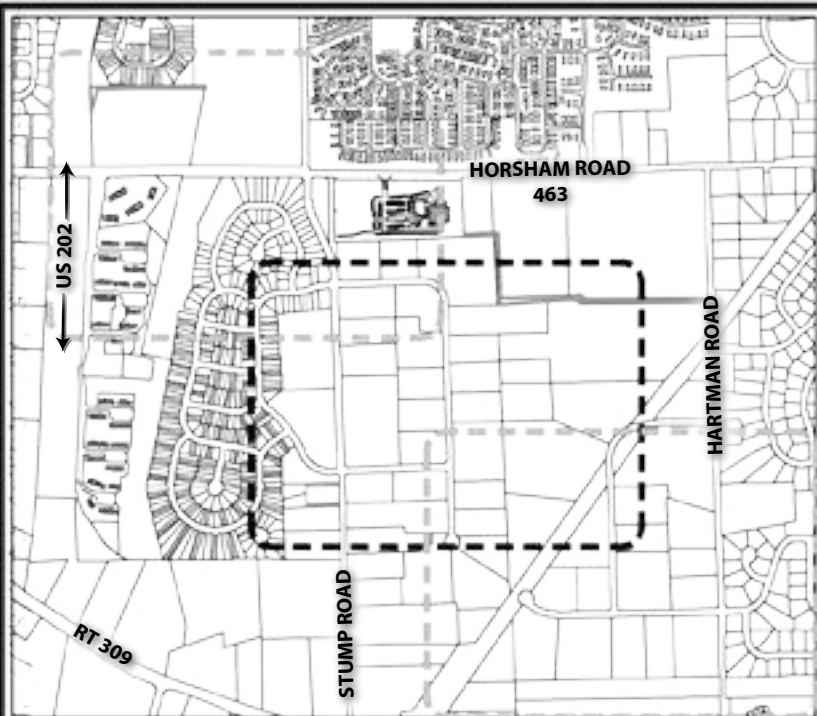 HORSHAM ROAD
463
US 202
HARTMAN ROAD
STUMP ROAD
RT 309